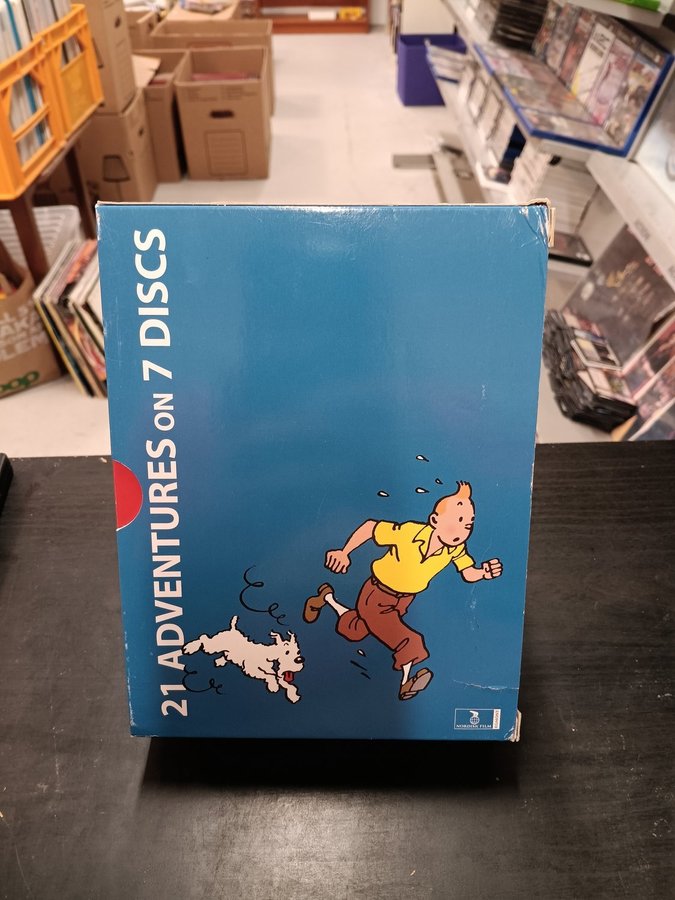 21 ADVENTURES ON 7 DISCS
NORDISK FILM